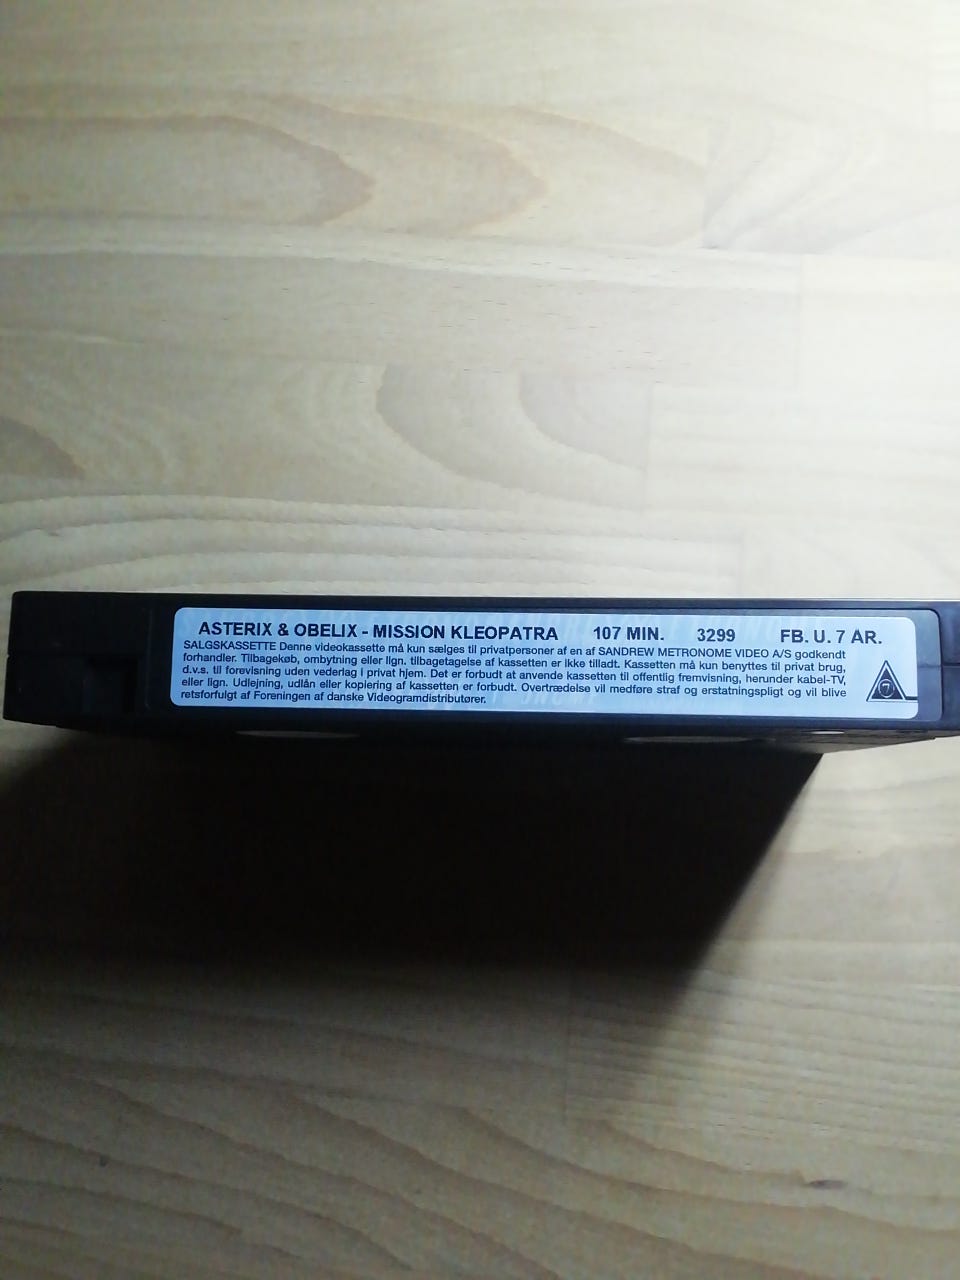 ASTERIX & OBELIX - MISSION KLEOPATRA 107 MIN. 3299 FB. U. 7 ÅR.
SALGSKASSETTE Denne videokassette må kun sælges til privatpersoner af en af SANDREW METRONOME VIDEO A/S godkendt
forhandler. Tilbagekøb, ombytning eller lign. tilbagetagelse af kassetten er ikke tilladt. Kassetten må kun benyttes til privat brug,
d.v.s. til forevisning uden vederlag i privat hjem. Det er forbudt at anvende kassetten til offentlig fremvisning, herunder kabel-TV,
eller lign. Udlejning, udlån eller kopiering af kassetten er forbudt. Overtrædelse vil medføre straf og erstatningspligt og vil blive
retsforfulgt af Foreningen af danske Videogramdistributører.
7